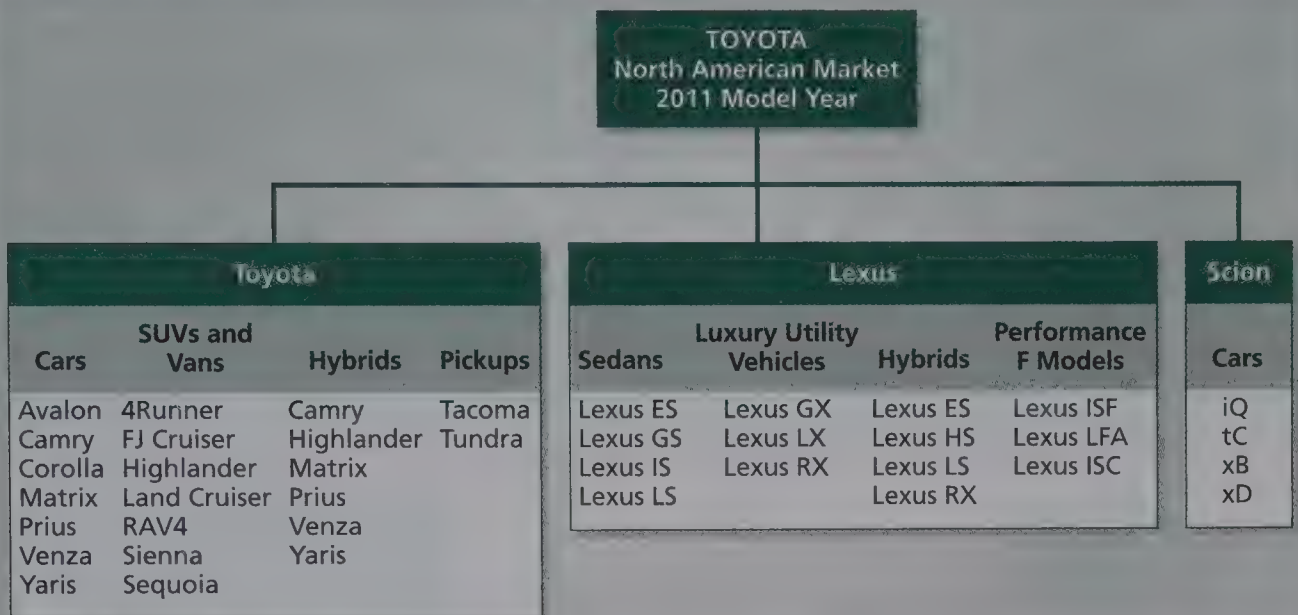 TOYOTA
North American Market
2011 Model Year
Toyota
Cars
SUVs and
Vans
Hybrids
Pickups
Avalon 4Runner Camry Tacoma
Camry FJ Cruiser Highlander Tundra
Corolla Highlander Matrix
Matrix Land Cruiser Prius
Prius RAV4 Venza
Venza Sienna Yaris
Yaris Sequoia
Lexus
Sedans
Luxury Utility
Vehicles
Hybrids
Performance
F Models
Lexus ES Lexus GX Lexus ES Lexus ISF
Lexus GS Lexus LX Lexus HS Lexus LFA
Lexus IS Lexus RX Lexus LS Lexus ISC
Lexus LS Lexus RX
Scion
Cars
iQ
tC
xB
xD